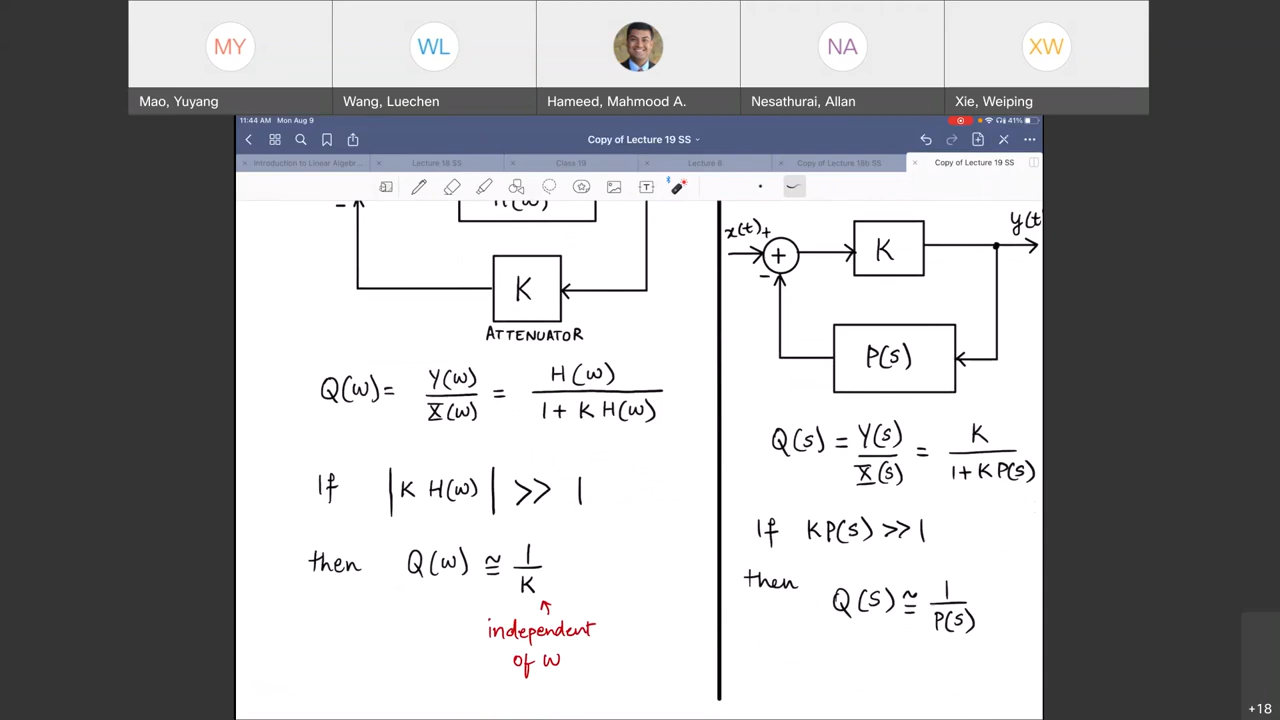 MY
WL
NA
XW
Mao, Yuyang
Wang, Luechen
Hameed, Mahmood A.
Nesathurai, Allan
Xie, Weiping
11:44 AM Mon Aug 9
41%
Copy of Lecture 19 SS
Introduction to Linear Algebr...
Lecture 18 SS
Class 19
Lecture 8
Copy of Lecture 18b SS
Copy of Lecture 19 SS
-
H(ω)
K
ATTENUATOR
Q(ω) = Y(ω)/X(ω) = H(ω)/1 + K H(ω)
If |K H(ω)| >> 1
then Q(ω) ≅ 1/K
↑
independent
of ω
x(t) +
+
-
K
y(t)
P(s)
Q(s) = Y(s)/X(s) = K/1 + K P(s)
If K P(s) >> 1
then
Q(s) ≅ 1/P(s)
+18